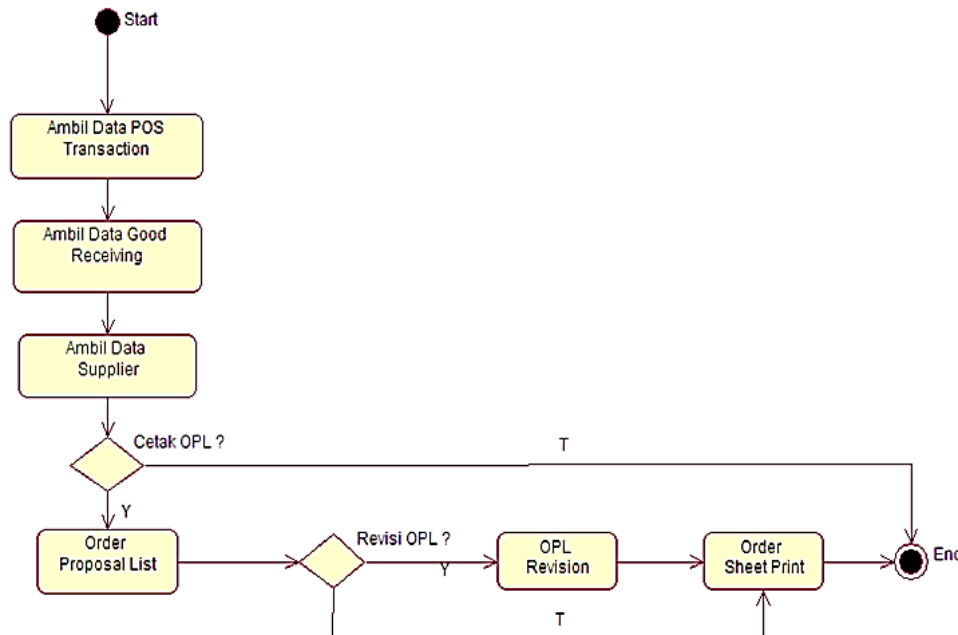 Start
Ambil Data POS
Transaction
Ambil Data Good
Receiving
Ambil Data
Supplier
Cetak OPL ?
T
Y
Order
Proposal List
Revisi OPL ?
Y
OPL
Revision
Order
Sheet Print
End
T